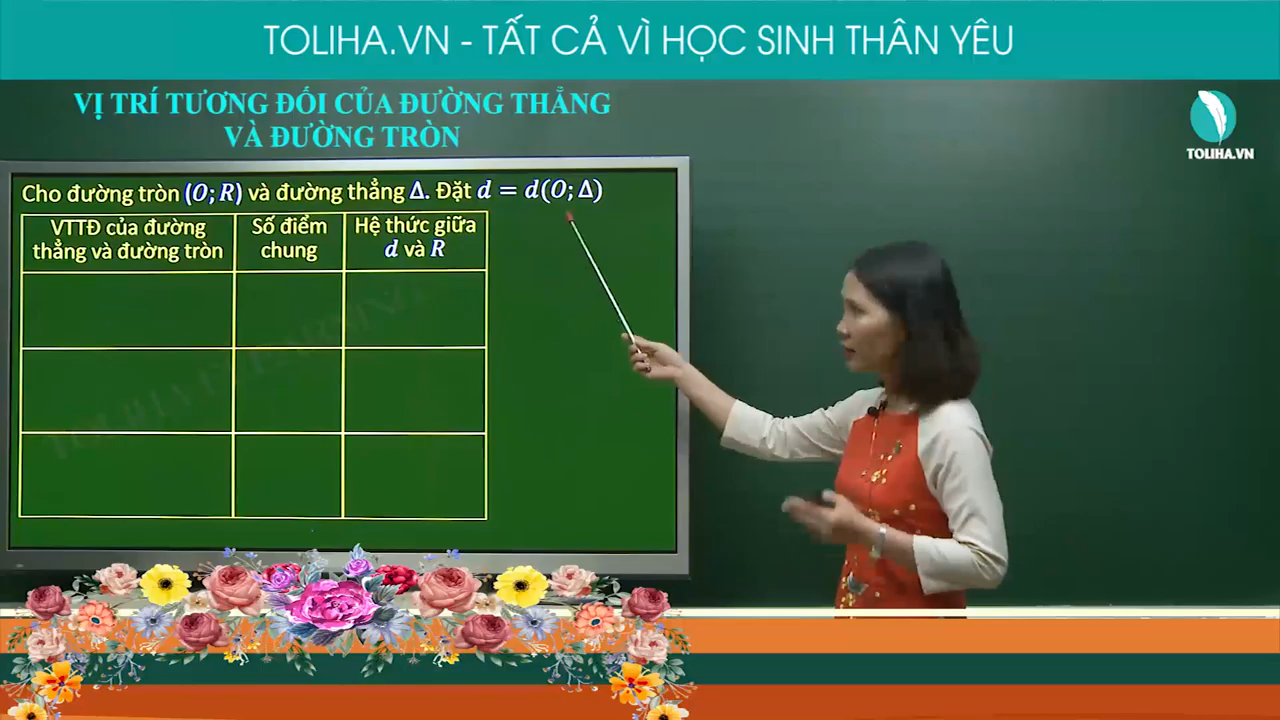 TOLIHA.VN - TẤT CẢ VÌ HỌC SINH THÂN YÊU
VỊ TRÍ TƯƠNG ĐỐI CỦA ĐƯỜNG THẲNG
VÀ ĐƯỜNG TRÒN
TOLIHA.VN
Cho đường tròn (O; R) và đường thẳng Δ. Đặt d = d(O; Δ)
VTTĐ của đường
thẳng và đường tròn
Số điểm
chung
Hệ thức giữa
d và R